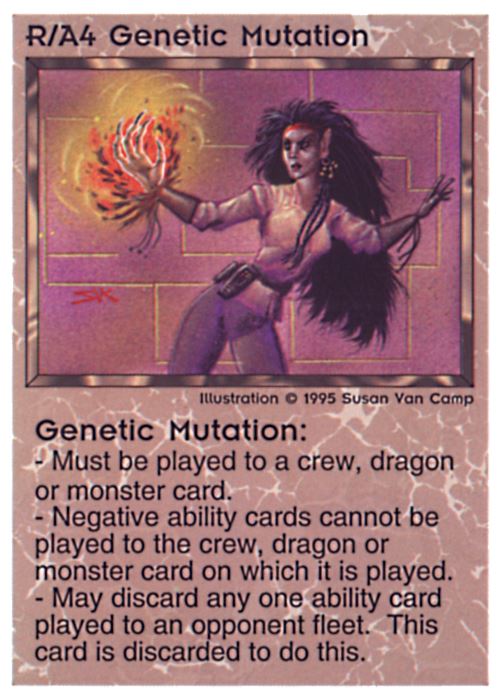 R/A4 Genetic Mutation
SK
Illustration © 1995 Susan Van Camp
Genetic Mutation:
- Must be played to a crew, dragon
or monster card.
- Negative ability cards cannot be
played to the crew, dragon or
monster card on which it is played.
- May discard any one ability card
played to an opponent fleet.  This
card is discarded to do this.